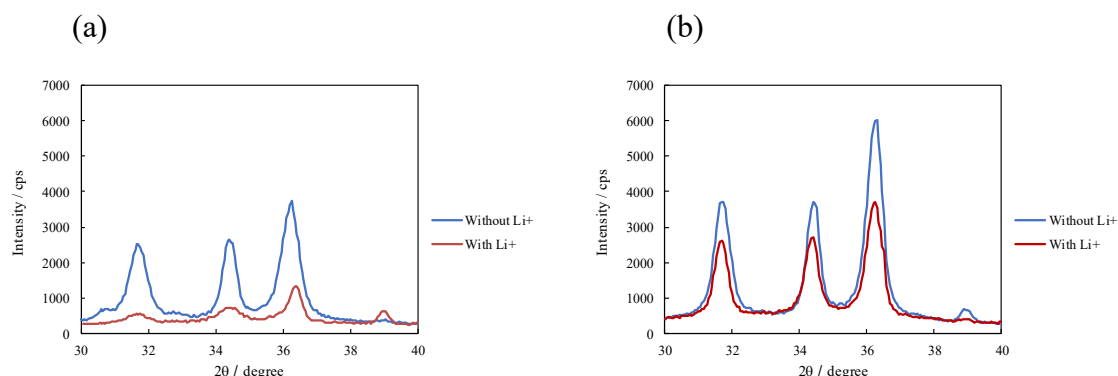 (a)
7000
6000
5000
4000
3000
2000
1000
0
30 32 34 36 38 40
Intensity / cps
2θ / degree
Without Li+
With Li+
(b)
7000
6000
5000
4000
3000
2000
1000
0
30 32 34 36 38 40
Intensity / cps
2θ / degree
Without Li+
With Li+